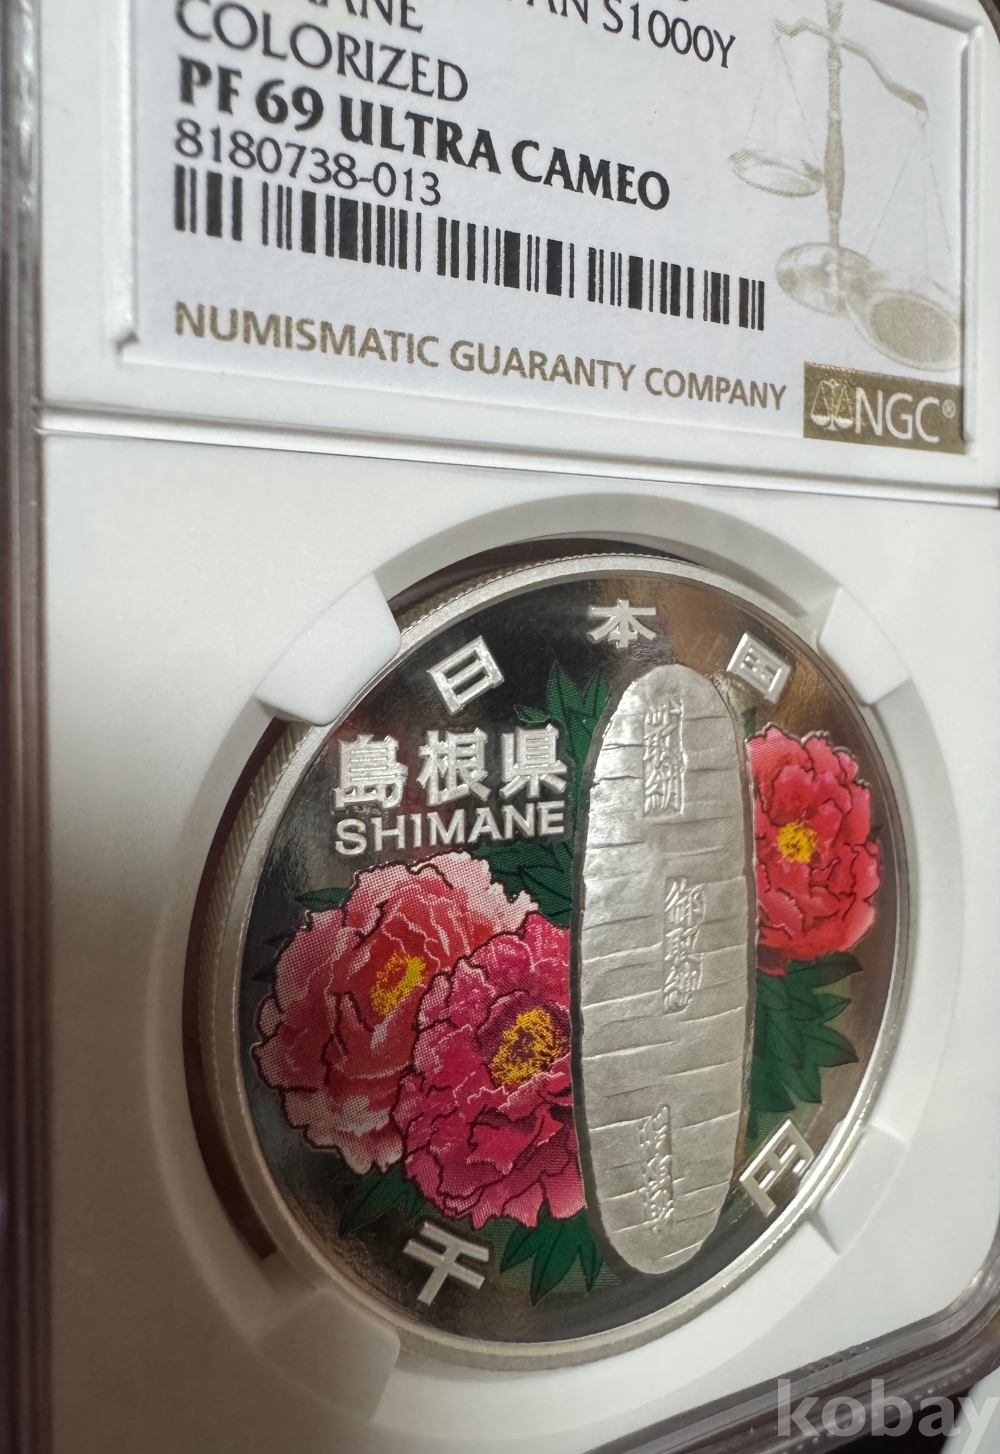 COLORIZED
PF 69 ULTRA CAMEO
8180738-013
NUMISMATIC GUARANTY COMPANY
NGC®
日本国
島根県
SHIMANE
千円
kobay